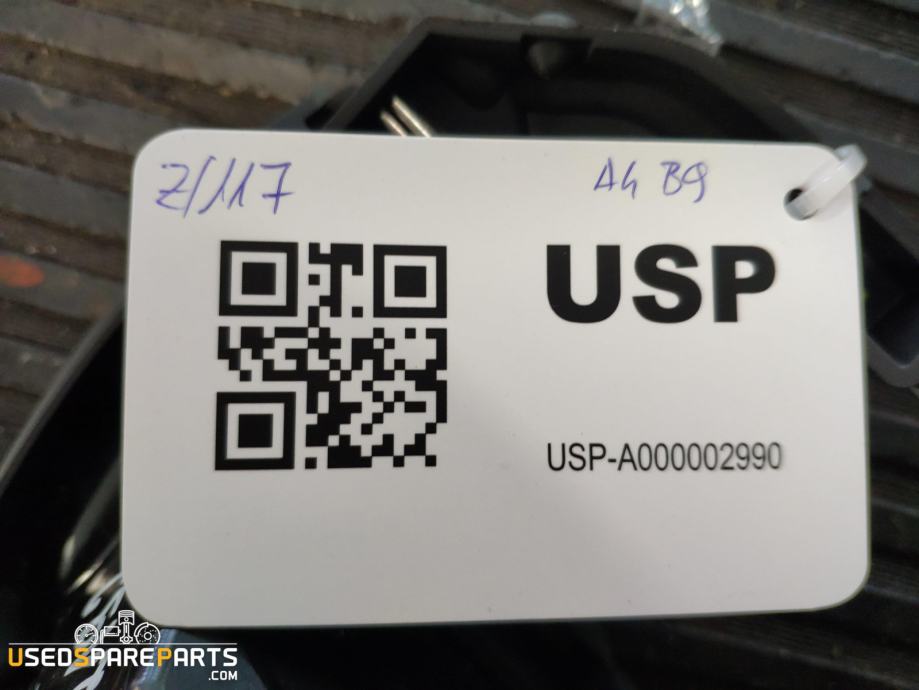 Z/117
A4 B9
USP
USP-A000002990
USEDSPAREPARTS
.COM